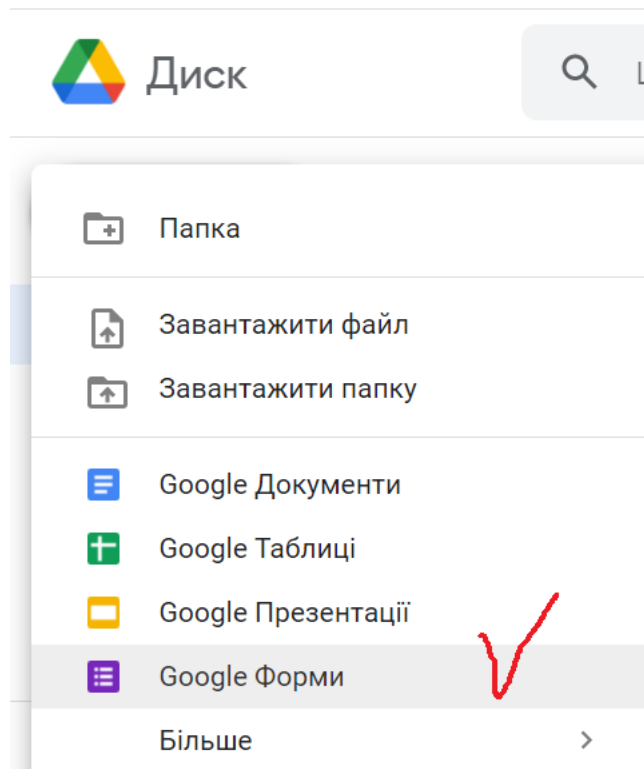 Диск
Папка
Завантажити файл
Завантажити папку
Google Документи
Google Таблиці
Google Презентації
Google Форми
Більше